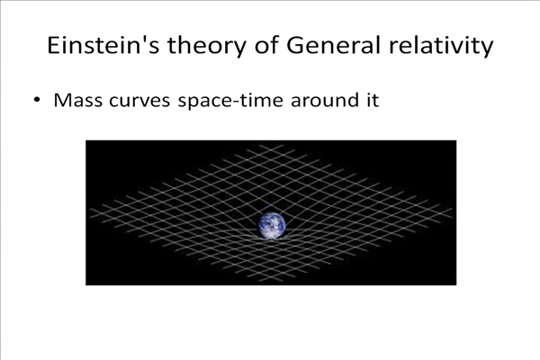 Einstein's theory of General relativity
• Mass curves space-time around it